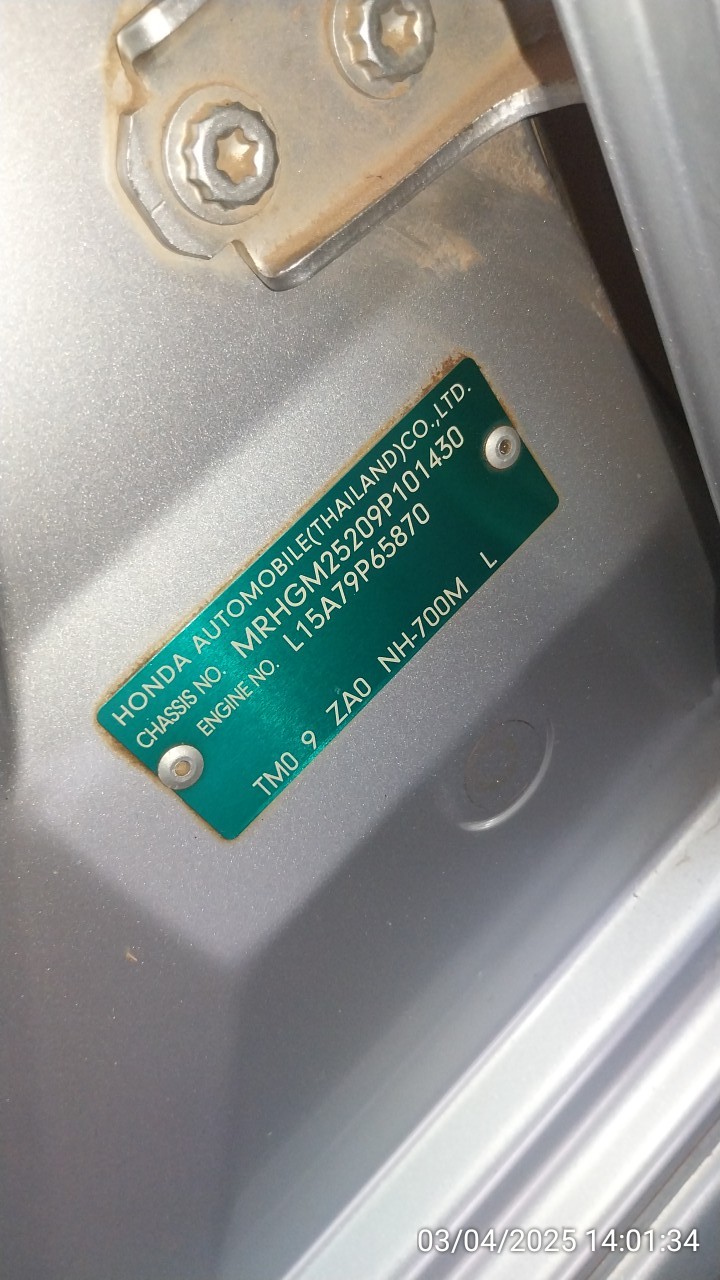 HONDA AUTOMOBILE(THAILAND)CO.,LTD.
CHASSIS NO. MRHGM25209P101430
ENGINE NO. L15A79P65870
TM0 9 ZA0 NH-700M L
03/04/2025 14:01:34